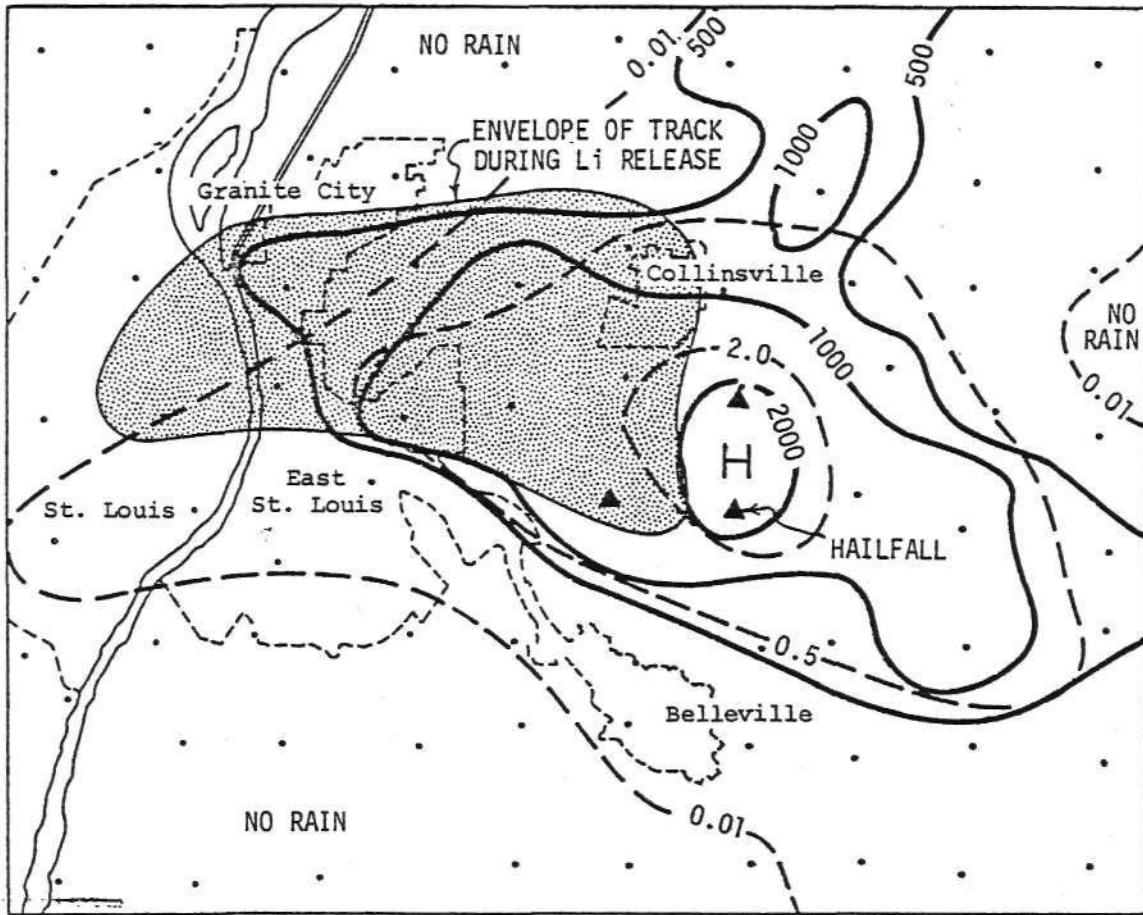 NO RAIN
0.01
500
500
ENVELOPE OF TRACK
DURING Li RELEASE
1000
Granite City
Collinsville
NO
RAIN
2.0
1000
0.01
2000
H
East
St. Louis
St. Louis
HAILFALL
0.5
Belleville
NO RAIN
0.01